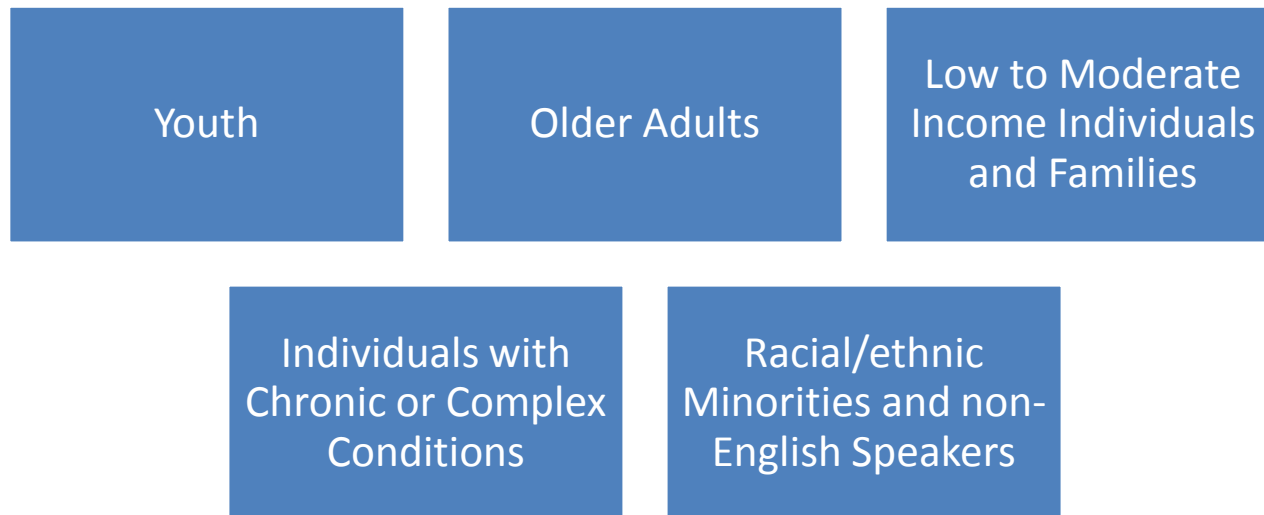 Youth
Older Adults
Low to Moderate
Income Individuals
and Families
Individuals with
Chronic or Complex
Conditions
Racial/ethnic
Minorities and non-
English Speakers